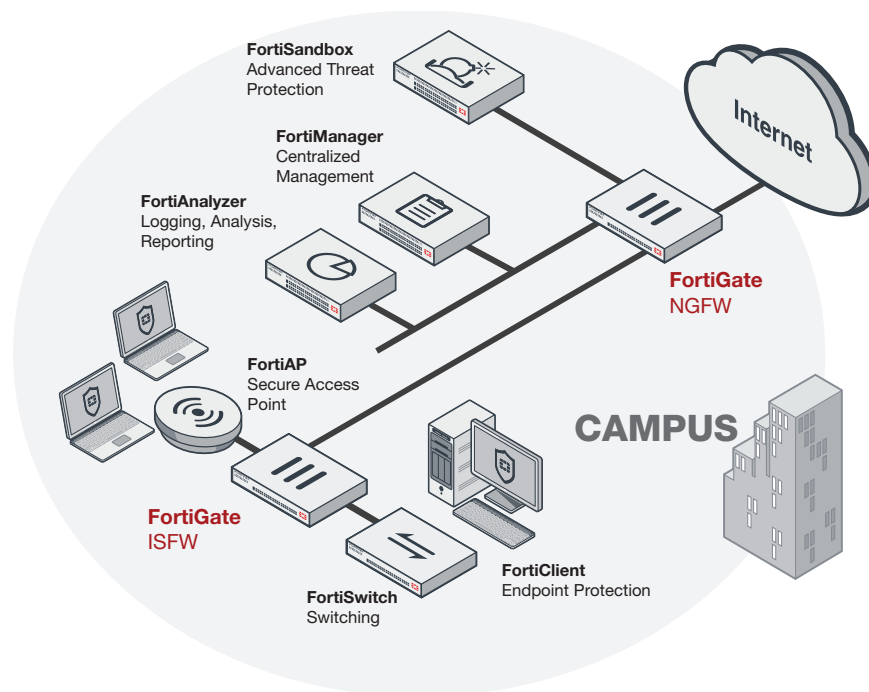 FortiSandbox
Advanced Threat
Protection
Internet
FortiManager
Centralized
Management
FortiAnalyzer
Logging, Analysis,
Reporting
FortiGate
NGFW
FortiAP
Secure Access
Point
CAMPUS
FortiGate
ISFW
FortiClient
Endpoint Protection
FortiSwitch
Switching